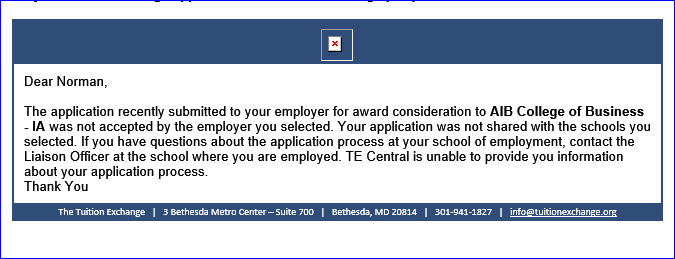 Dear Norman,
The application recently submitted to your employer for award consideration to AIB College of Business
- IA was not accepted by the employer you selected. Your application was not shared with the schools you
selected. If you have questions about the application process at your school of employment, contact the
Liaison Officer at the school where you are employed. TE Central is unable to provide you information
about your application process.
Thank You
The Tuition Exchange | 3 Bethesda Metro Center – Suite 700 | Bethesda, MD 20814 | 301-941-1827 | info@tuitionexchange.org